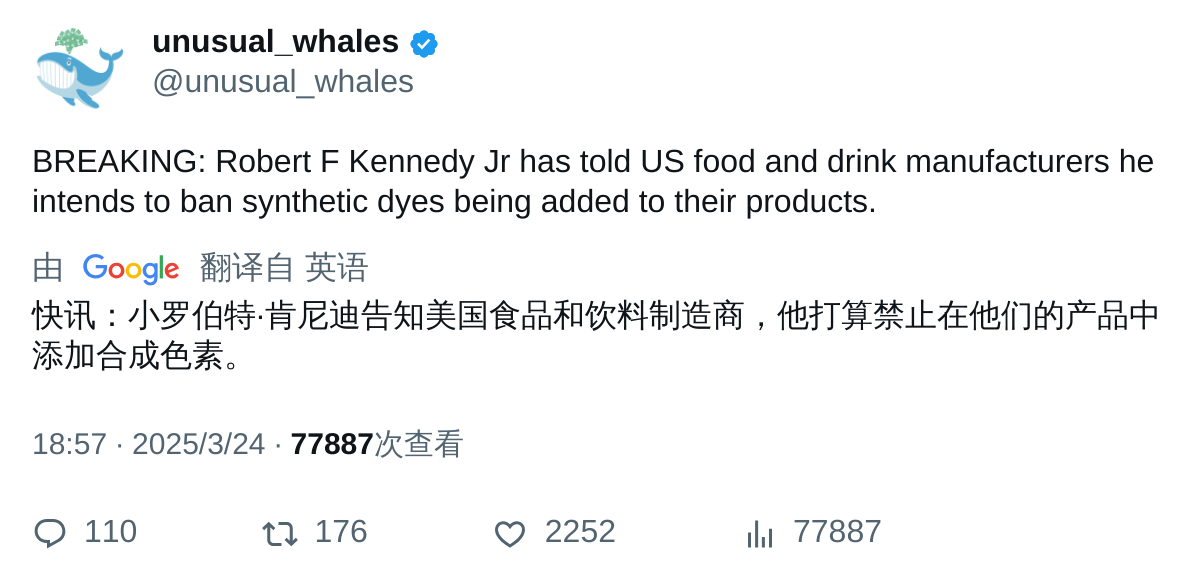 unusual_whales
@unusual_whales
BREAKING: Robert F Kennedy Jr has told US food and drink manufacturers he
intends to ban synthetic dyes being added to their products.
由 Google 翻译自 英语
快讯：小罗伯特·肯尼迪告知美国食品和饮料制造商，他打算禁止在他们的产品中
添加合成色素。
18:57 · 2025/3/24 · 77887次查看
110 176 2252 77887